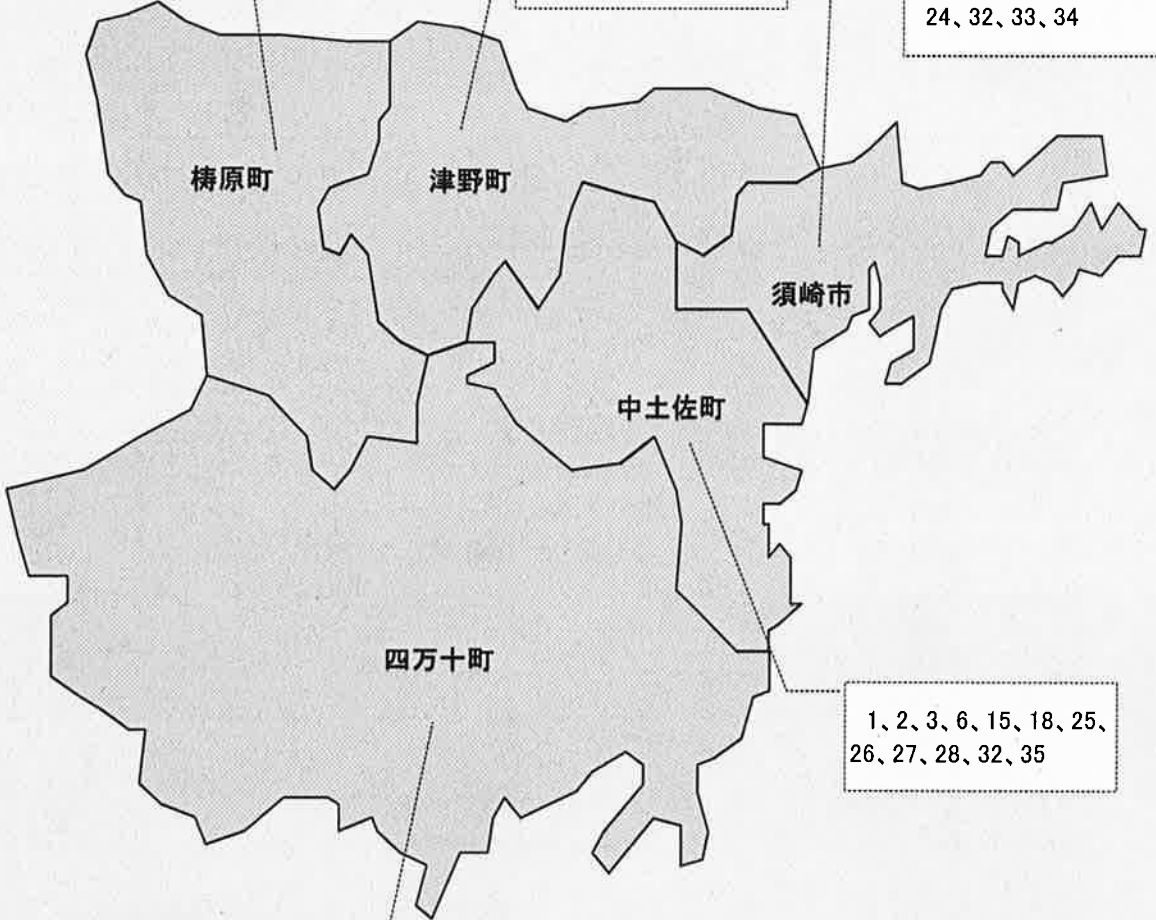 24、32、33、34
梼原町
津野町
須崎市
中土佐町
四万十町
1、2、3、6、15、18、25、
26、27、28、32、35